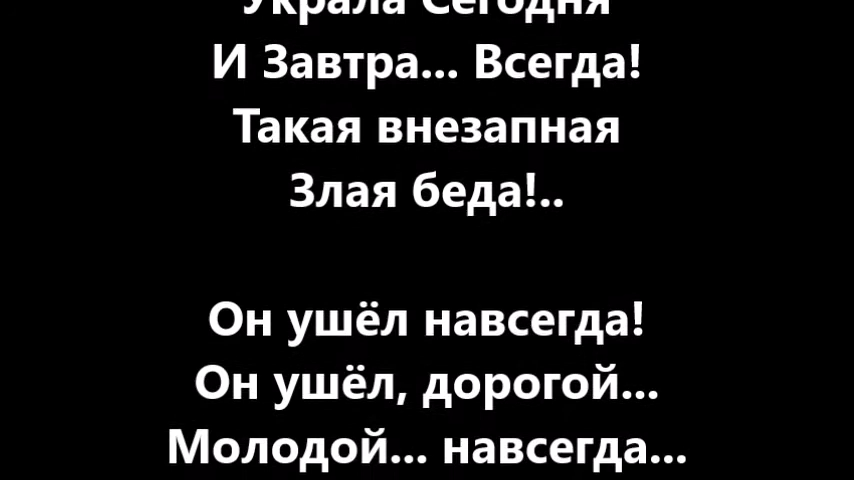 Украла Сегодня
И Завтра... Всегда!
Такая внезапная
Злая беда!..
Он ушёл навсегда!
Он ушёл, дорогой...
Молодой... навсегда...